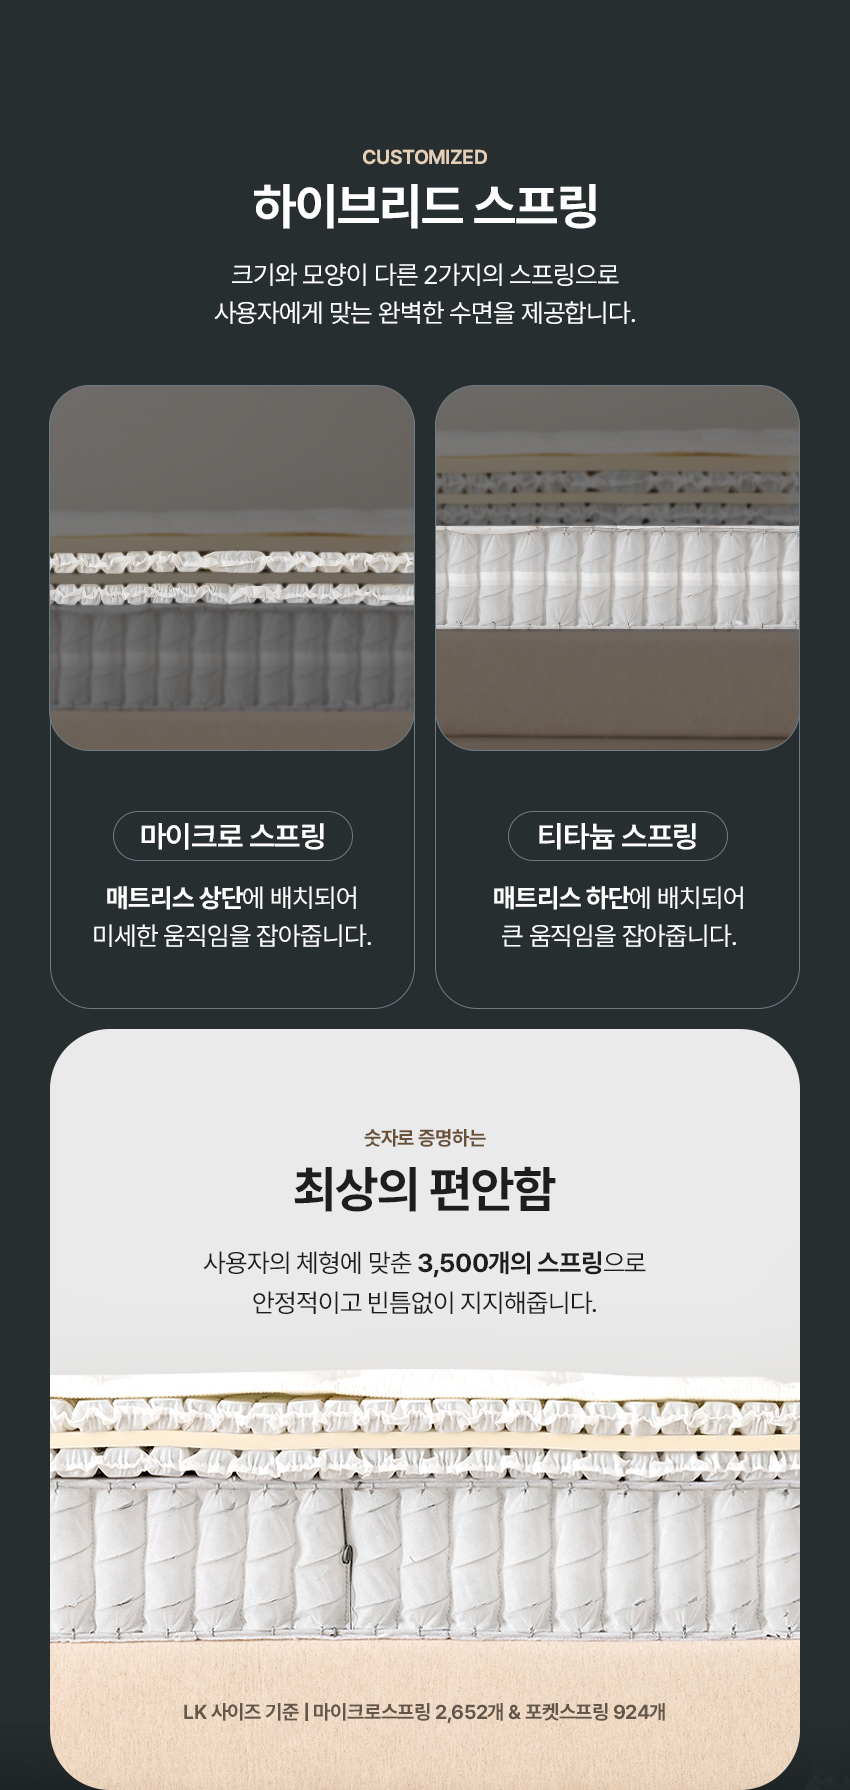 CUSTOMIZED
하이브리드 스프링
크기와 모양이 다른 2가지의 스프링으로
사용자에게 맞는 완벽한 수면을 제공합니다.
마이크로 스프링
매트리스 상단에 배치되어
미세한 움직임을 잡아줍니다.
티타늄 스프링
매트리스 하단에 배치되어
큰 움직임을 잡아줍니다.
숫자로 증명하는
최상의 편안함
사용자의 체형에 맞춘 3,500개의 스프링으로
안정적이고 빈틈없이 지지해줍니다.
LK 사이즈 기준 | 마이크로스프링 2,652개 & 포켓스프링 924개